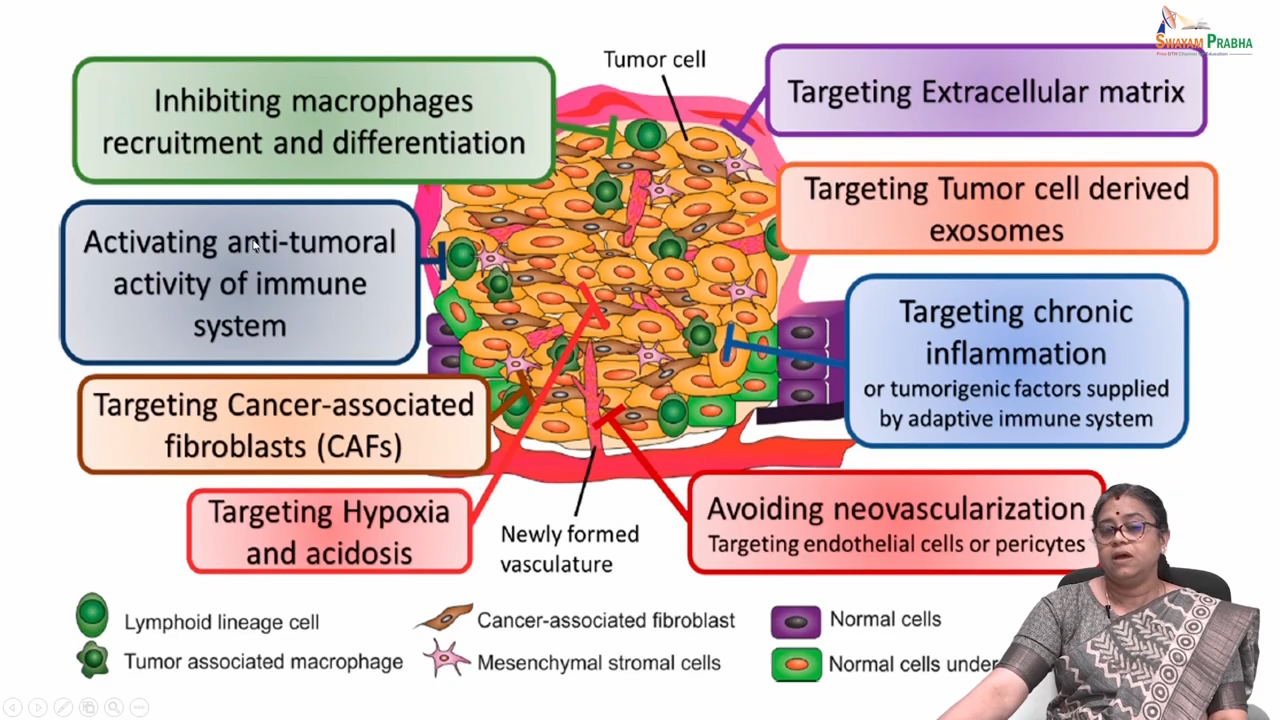 SWAYAM PRABHA
Tumor cell
Inhibiting macrophages
recruitment and differentiation
Targeting Extracellular matrix
Targeting Tumor cell derived
exosomes
Activating anti-tumoral
activity of immune
system
Targeting chronic
inflammation
or tumorigenic factors supplied
by adaptive immune system
Targeting Cancer-associated
fibroblasts (CAFs)
Targeting Hypoxia
and acidosis
Newly formed
vasculature
Avoiding neovascularization
Targeting endothelial cells or pericytes
Lymphoid lineage cell
Cancer-associated fibroblast
Normal cells
Tumor associated macrophage
Mesenchymal stromal cells
Normal cells under